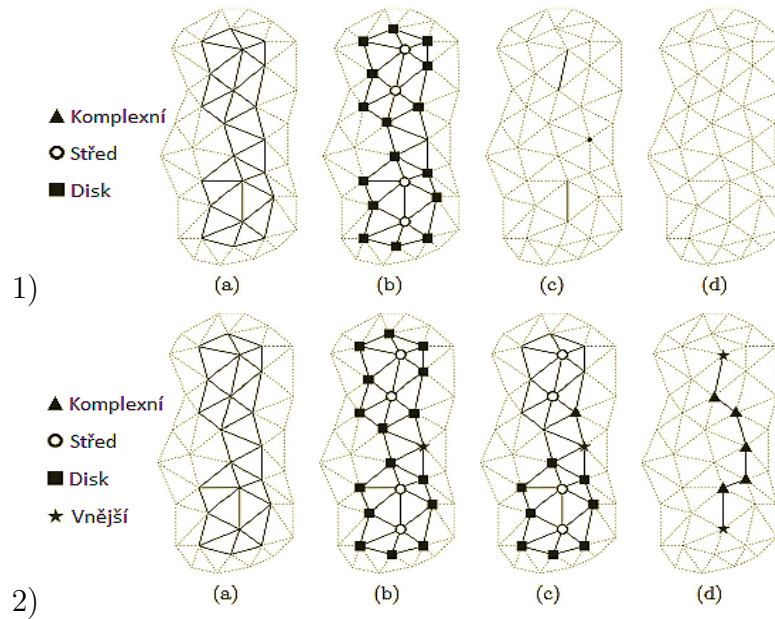 ▲ Komplexní
○ Střed
■ Disk
1)
(a) (b) (c) (d)
▲ Komplexní
○ Střed
■ Disk
★ Vnější
2)
(a) (b) (c) (d)